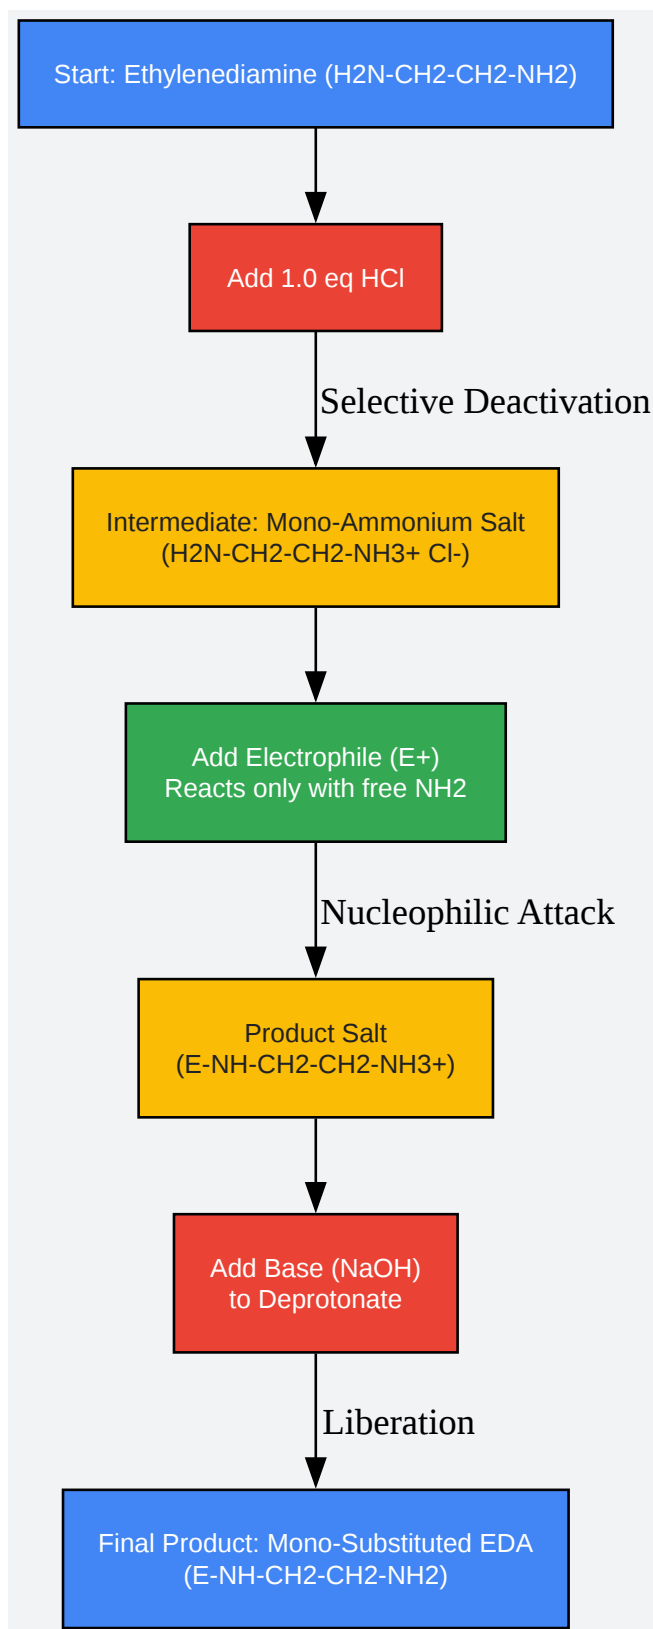 Start: Ethylenediamine (H2N-CH2-CH2-NH2)
Add 1.0 eq HCl
Selective Deactivation
Intermediate: Mono-Ammonium Salt
(H2N-CH2-CH2-NH3+ Cl-)
Add Electrophile (E+)
Reacts only with free NH2
Nucleophilic Attack
Product Salt
(E-NH-CH2-CH2-NH3+)
Add Base (NaOH)
to Deprotonate
Liberation
Final Product: Mono-Substituted EDA
(E-NH-CH2-CH2-NH2)